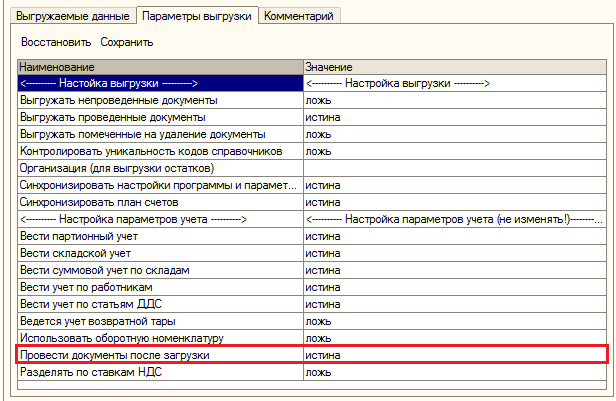 Выгружаемые данные Параметры выгрузки Комментарий
Восстановить Сохранить
Наименование Значение
<---------- Настойка выгрузки ----------> <---------- Настройка выгрузки ---------->
Выгружать непроведенные документы ложь
Выгружать проведенные документы истина
Выгружать помеченные на удаление документы ложь
Контролировать уникальность кодов справочников ложь
Организация (для выгрузки остатков)
Синхронизировать настройки программы и парамет... истина
Синхронизировать план счетов истина
<---------- Настройка параметров учета ----------> <---------- Настройка параметров учета (не изменять!)--------...
Вести партионный учет истина
Вести складской учет истина
Вести суммовой учет по складам истина
Вести учет по работникам истина
Вести учет по статьям ДДС истина
Ведется учет возвратной тары ложь
Использовать оборотную номенклатуру ложь
Провести документы после загрузки истина
Разделять по ставкам НДС ложь